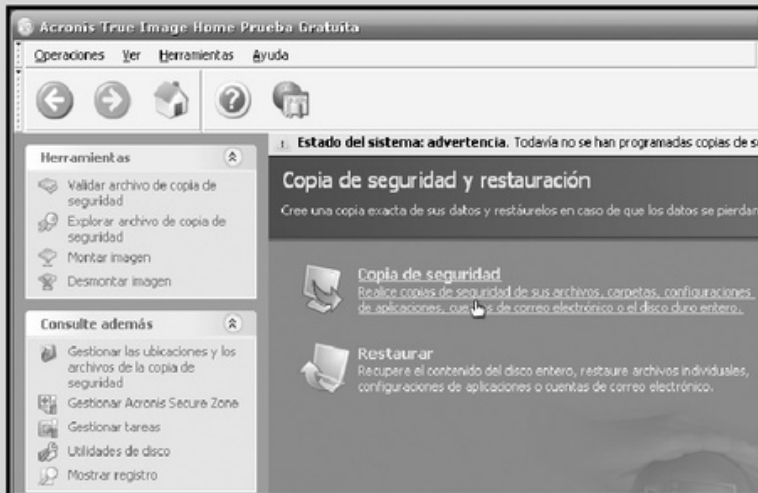 Acronis True Image Home Prueba Gratuita
Operaciones Ver Herramientas Ayuda
Estado del sistema: advertencia. Todavía no se han programadas copias de s
Herramientas
Validar archivo de copia de
seguridad
Explorar archivo de copia de
seguridad
Montar imagen
Desmontar imagen
Consulte además
Gestionar las ubicaciones y los
archivos de la copia de
seguridad
Gestionar Acronis Secure Zone
Gestionar tareas
Utilidades de disco
Mostrar registro
Copia de seguridad y restauración
Cree una copia exacta de sus datos y restáurelos en caso de que los datos se pierdan
Copia de seguridad
Realice copias de seguridad de sus archivos, carpetas, configuraciones
de aplicaciones, cue s de correo electrónico o el disco duro entero.
Restaurar
Recupere el contenido del disco entero, restaure archivos individuales,
configuraciones de aplicaciones o cuentas de correo electrónico.